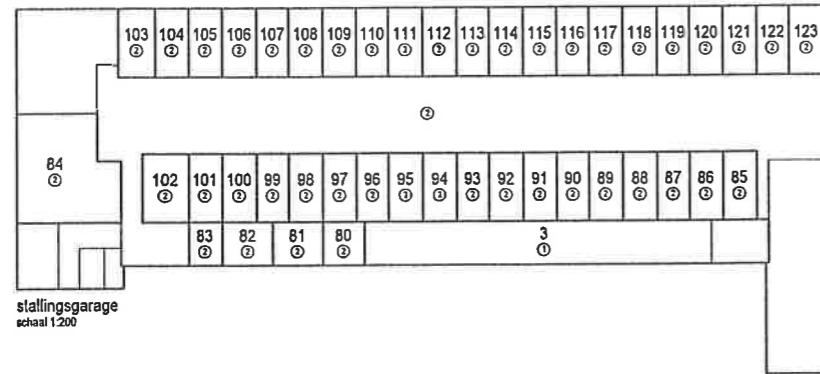 103 104 105 106 107 108 109 110 111 112 113 114 115 116 117 118 119 120 121 122 123
② ② ② ② ② ② ② ② ② ② ② ② ② ② ② ② ② ② ② ② ②
②
84
②
102 101 100 99 98 97 96 95 94 93 92 91 90 89 88 87 86 85
② ② ② ② ② ② ② ② ② ② ② ② ② ② ② ② ② ②
83 82 81 80 3
② ② ② ② ①
stallingsgarage
schaal 1:200